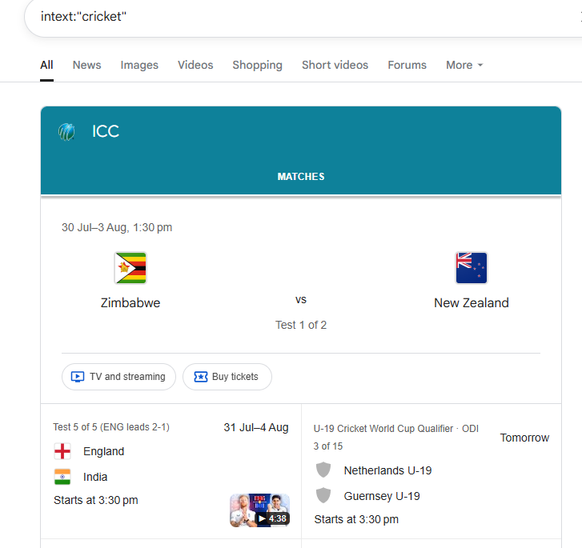 intext:"cricket"
All News Images Videos Shopping Short videos Forums More
ICC
MATCHES
30 Jul–3 Aug, 1:30 pm
Zimbabwe
vs
New Zealand
Test 1 of 2
TV and streaming
Buy tickets
Test 5 of 5 (ENG leads 2-1)
31 Jul–4 Aug
England
India
Starts at 3:30 pm
4:38
U-19 Cricket World Cup Qualifier · ODI
3 of 15
Tomorrow
Netherlands U-19
Guernsey U-19
Starts at 3:30 pm